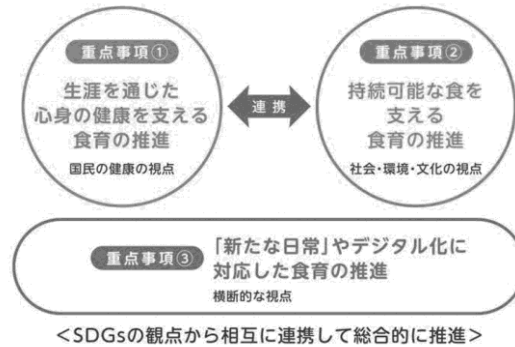 重点事項①
生涯を通じた
心身の健康を支える
食育の推進
国民の健康の視点
連携
重点事項②
持続可能な食を
支える
食育の推進
社会・環境・文化の視点
重点事項③
「新たな日常」やデジタル化に
対応した食育の推進
横断的な視点
<SDGsの観点から相互に連携して総合的に推進>